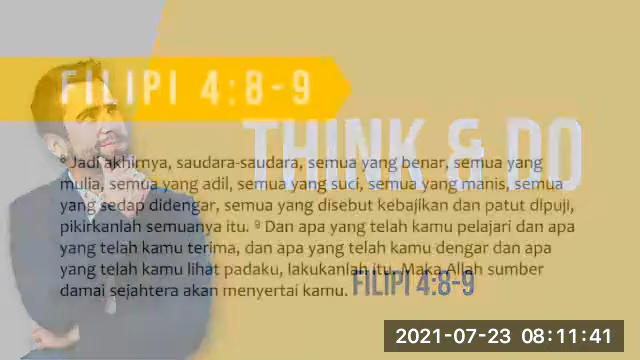 FILIPI 4:8-9
THINK & DO
⁸ Jadi akhirnya, saudara-saudara, semua yang benar, semua yang
mulia, semua yang adil, semua yang suci, semua yang manis, semua
yang sedap didengar, semua yang disebut kebajikan dan patut dipuji,
pikirkanlah semuanya itu. ⁹ Dan apa yang telah kamu pelajari dan apa
yang telah kamu terima, dan apa yang telah kamu dengar dan apa
yang telah kamu lihat padaku, lakukanlah itu. Maka Allah sumber
damai sejahtera akan menyertai kamu.
FILIPI 4:8-9
2021-07-23 08:11:41